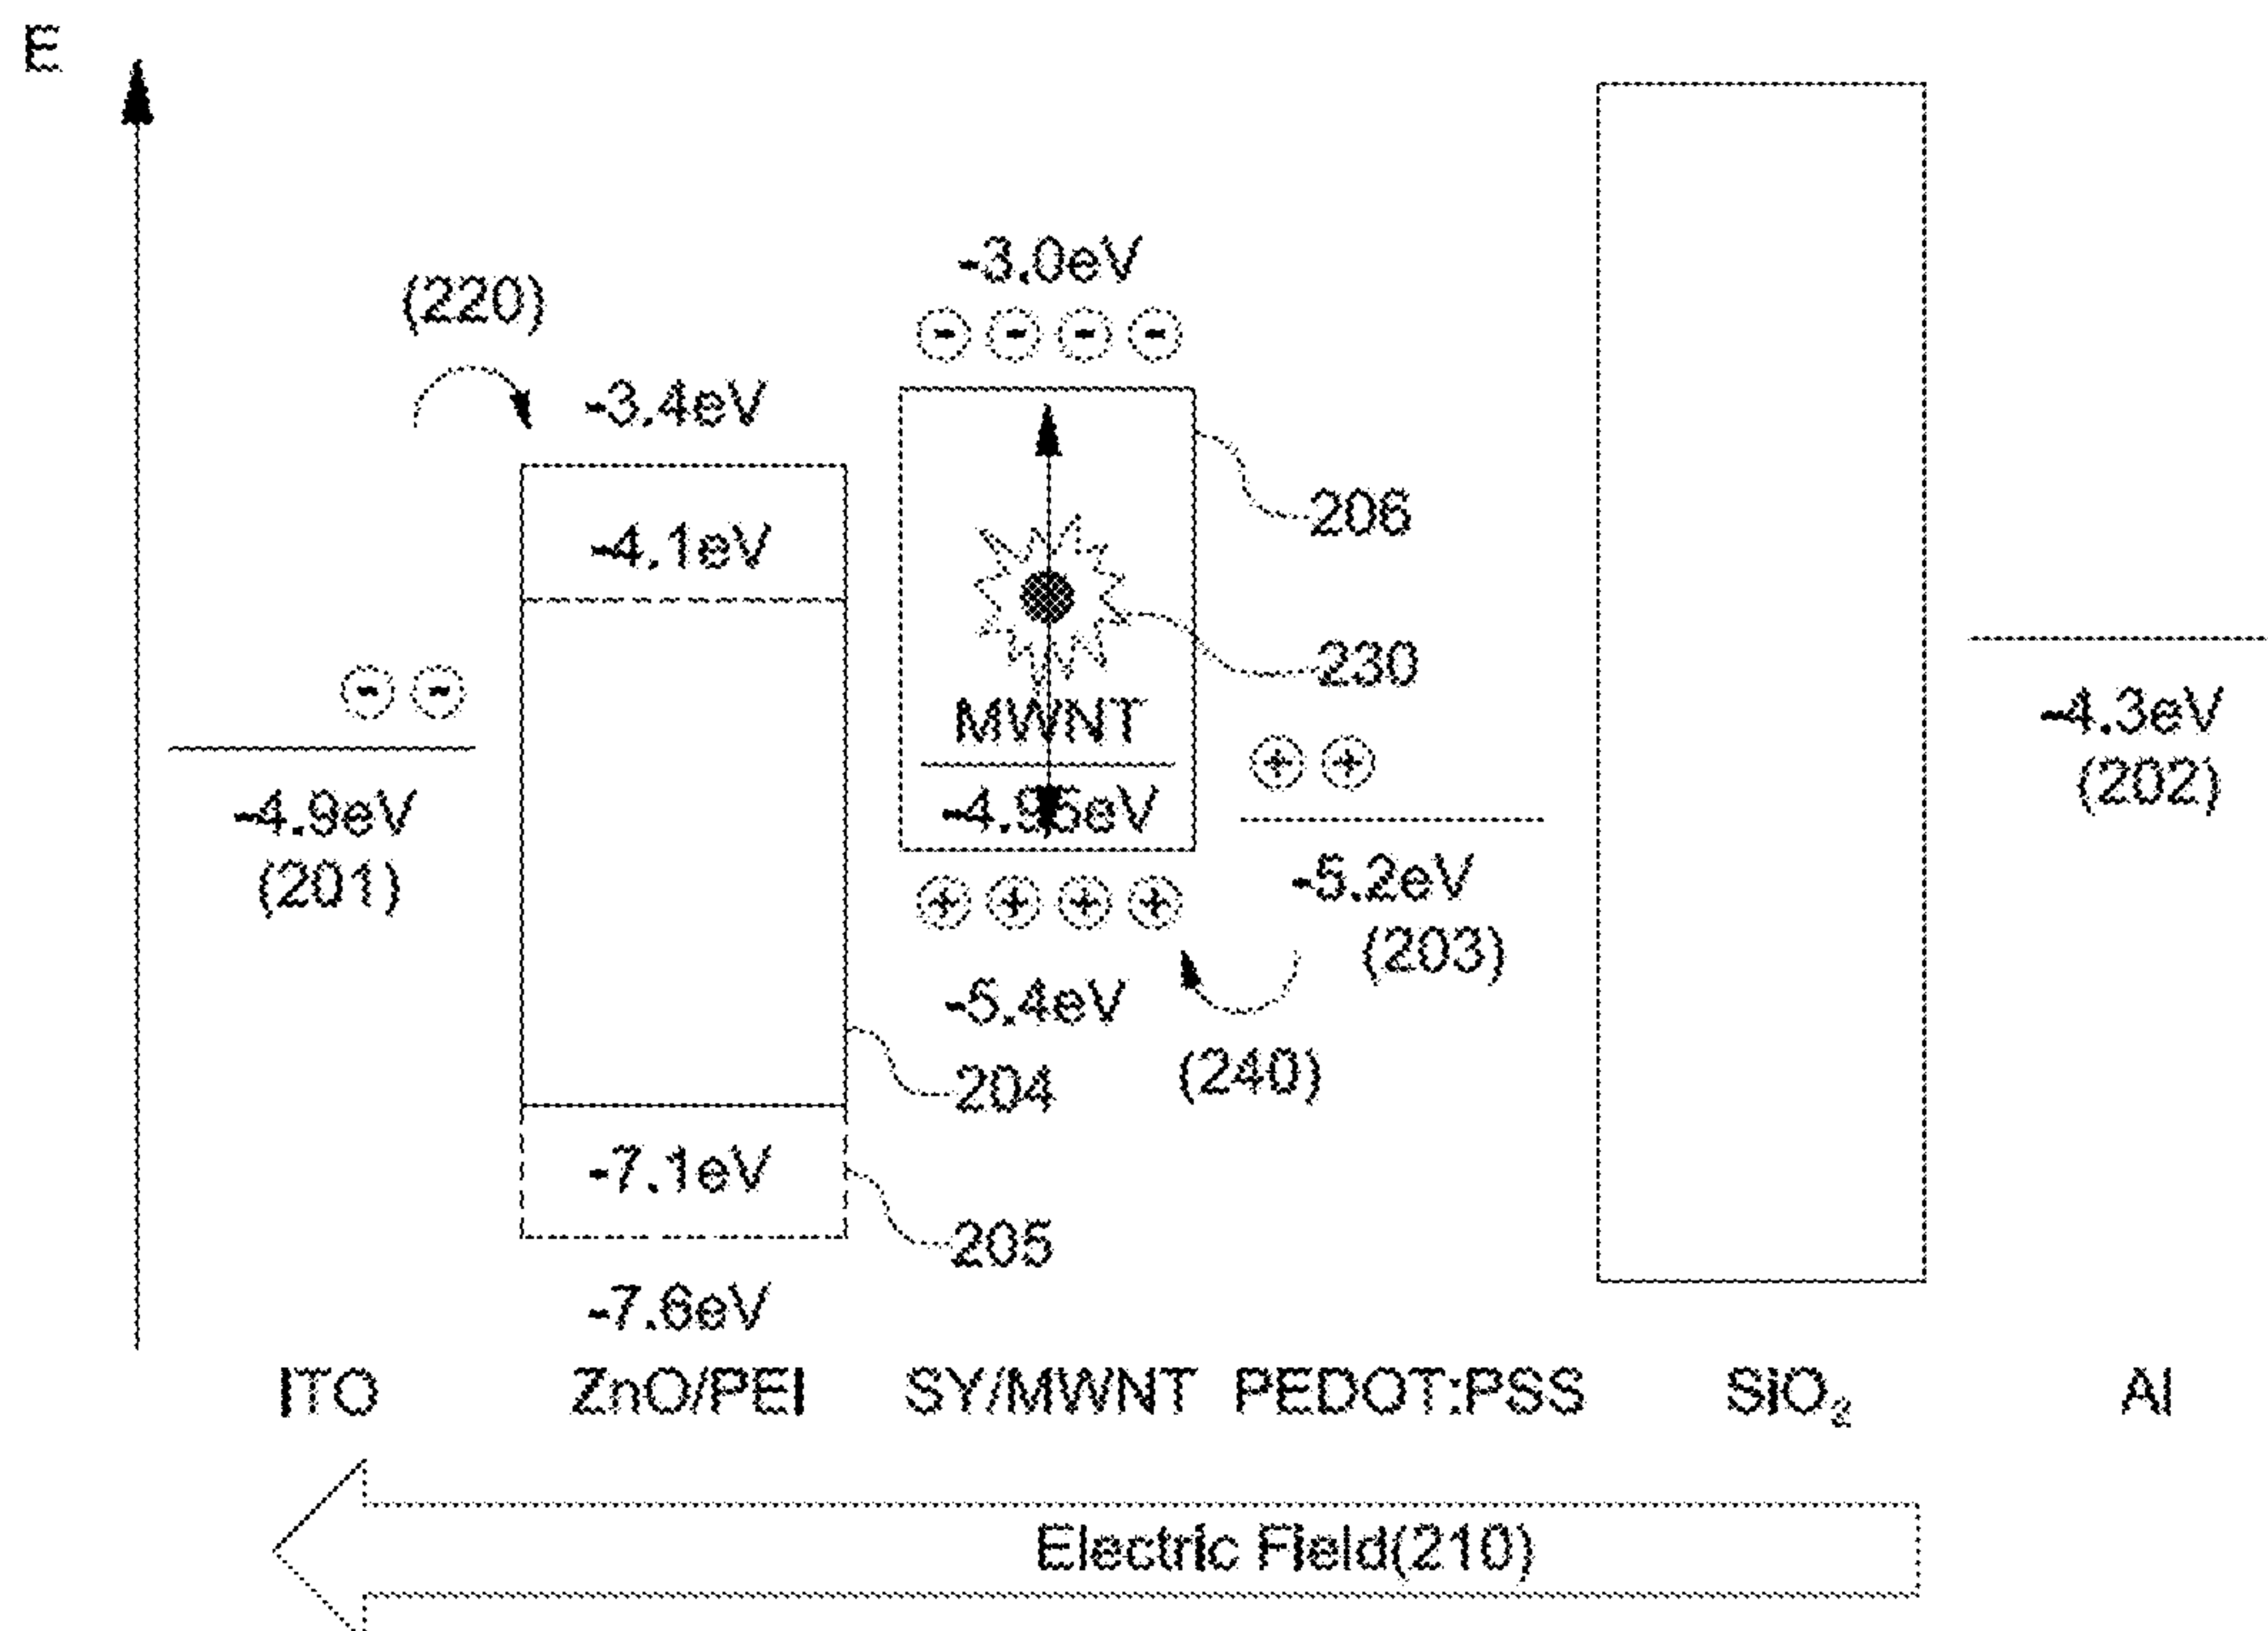 E
(220)
-3.4eV
-4.1eV
-4.9eV
(201)
-7.1eV
-7.6eV
204
205
-3.0eV
206
230
MWNT
-4.95eV
-5.4eV
(240)
-5.2eV
(203)
-4.3eV
(202)
ITO
ZnO/PEI
SY/MWNT
PEDOT:PSS
SiO₂
Al
Electric Field(210)